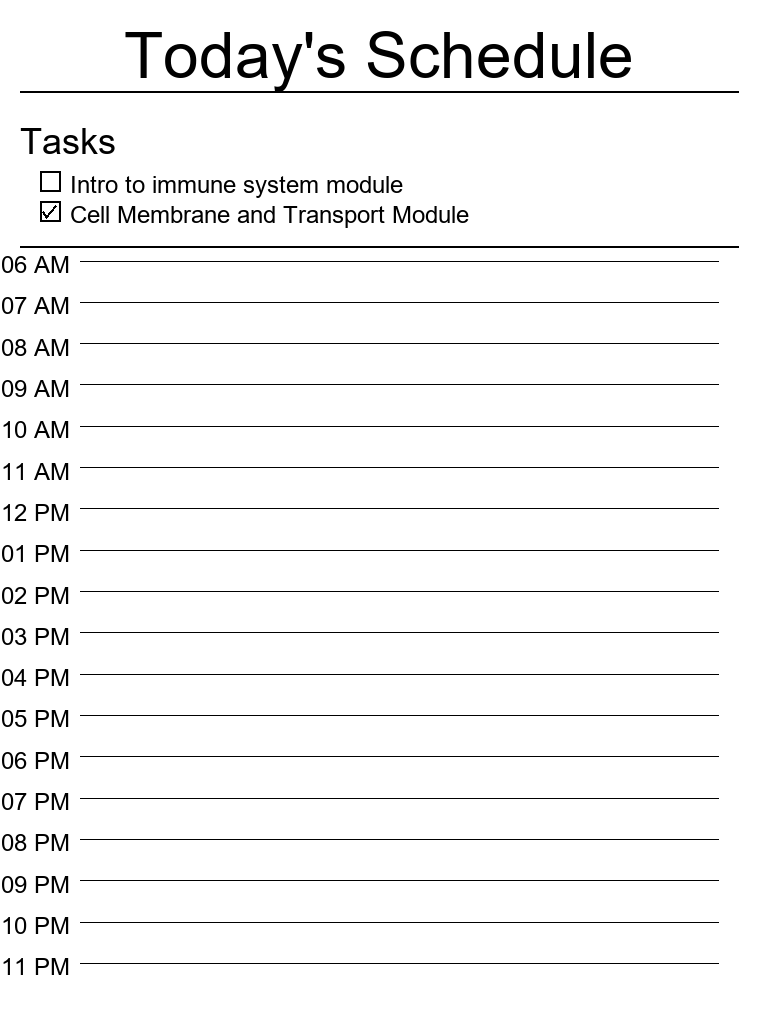 Today's Schedule
Tasks
☐ Intro to immune system module
☑ Cell Membrane and Transport Module
06 AM
07 AM
08 AM
09 AM
10 AM
11 AM
12 PM
01 PM
02 PM
03 PM
04 PM
05 PM
06 PM
07 PM
08 PM
09 PM
10 PM
11 PM